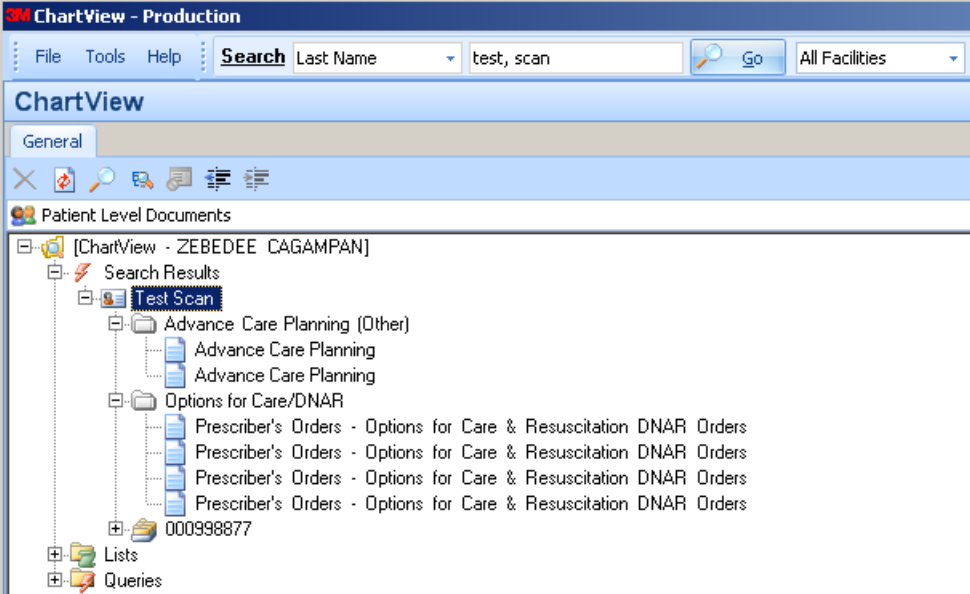 3M ChartView - Production
File Tools Help Search Last Name test, scan Go All Facilities
ChartView
General
Patient Level Documents
[ChartView - ZEBEDEE CAGAMPAN]
Search Results
Test Scan
Advance Care Planning (Other)
Advance Care Planning
Advance Care Planning
Options for Care/DNAR
Prescriber's Orders - Options for Care & Resuscitation DNAR Orders
Prescriber's Orders - Options for Care & Resuscitation DNAR Orders
Prescriber's Orders - Options for Care & Resuscitation DNAR Orders
Prescriber's Orders - Options for Care & Resuscitation DNAR Orders
000998877
Lists
Queries